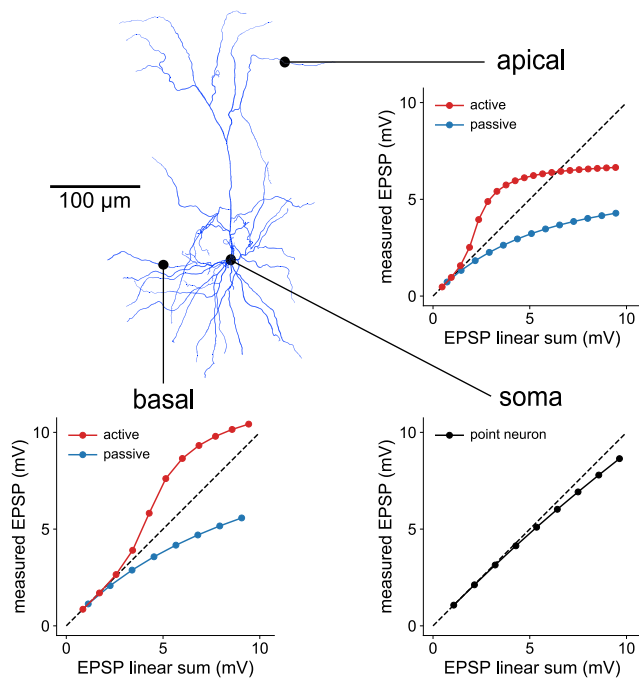 apical
active
passive
measured EPSP (mV)
10
5
0
0 5 10
EPSP linear sum (mV)
100 μm
basal
active
passive
measured EPSP (mV)
10
5
0
0 5 10
EPSP linear sum (mV)
soma
point neuron
measured EPSP (mV)
10
5
0
0 5 10
EPSP linear sum (mV)